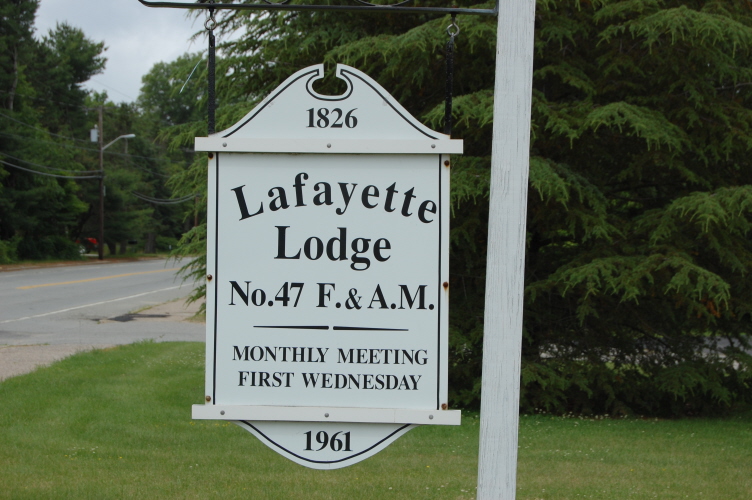 1826
Lafayette
Lodge
No.47 F.&A.M.
MONTHLY MEETING
FIRST WEDNESDAY
1961